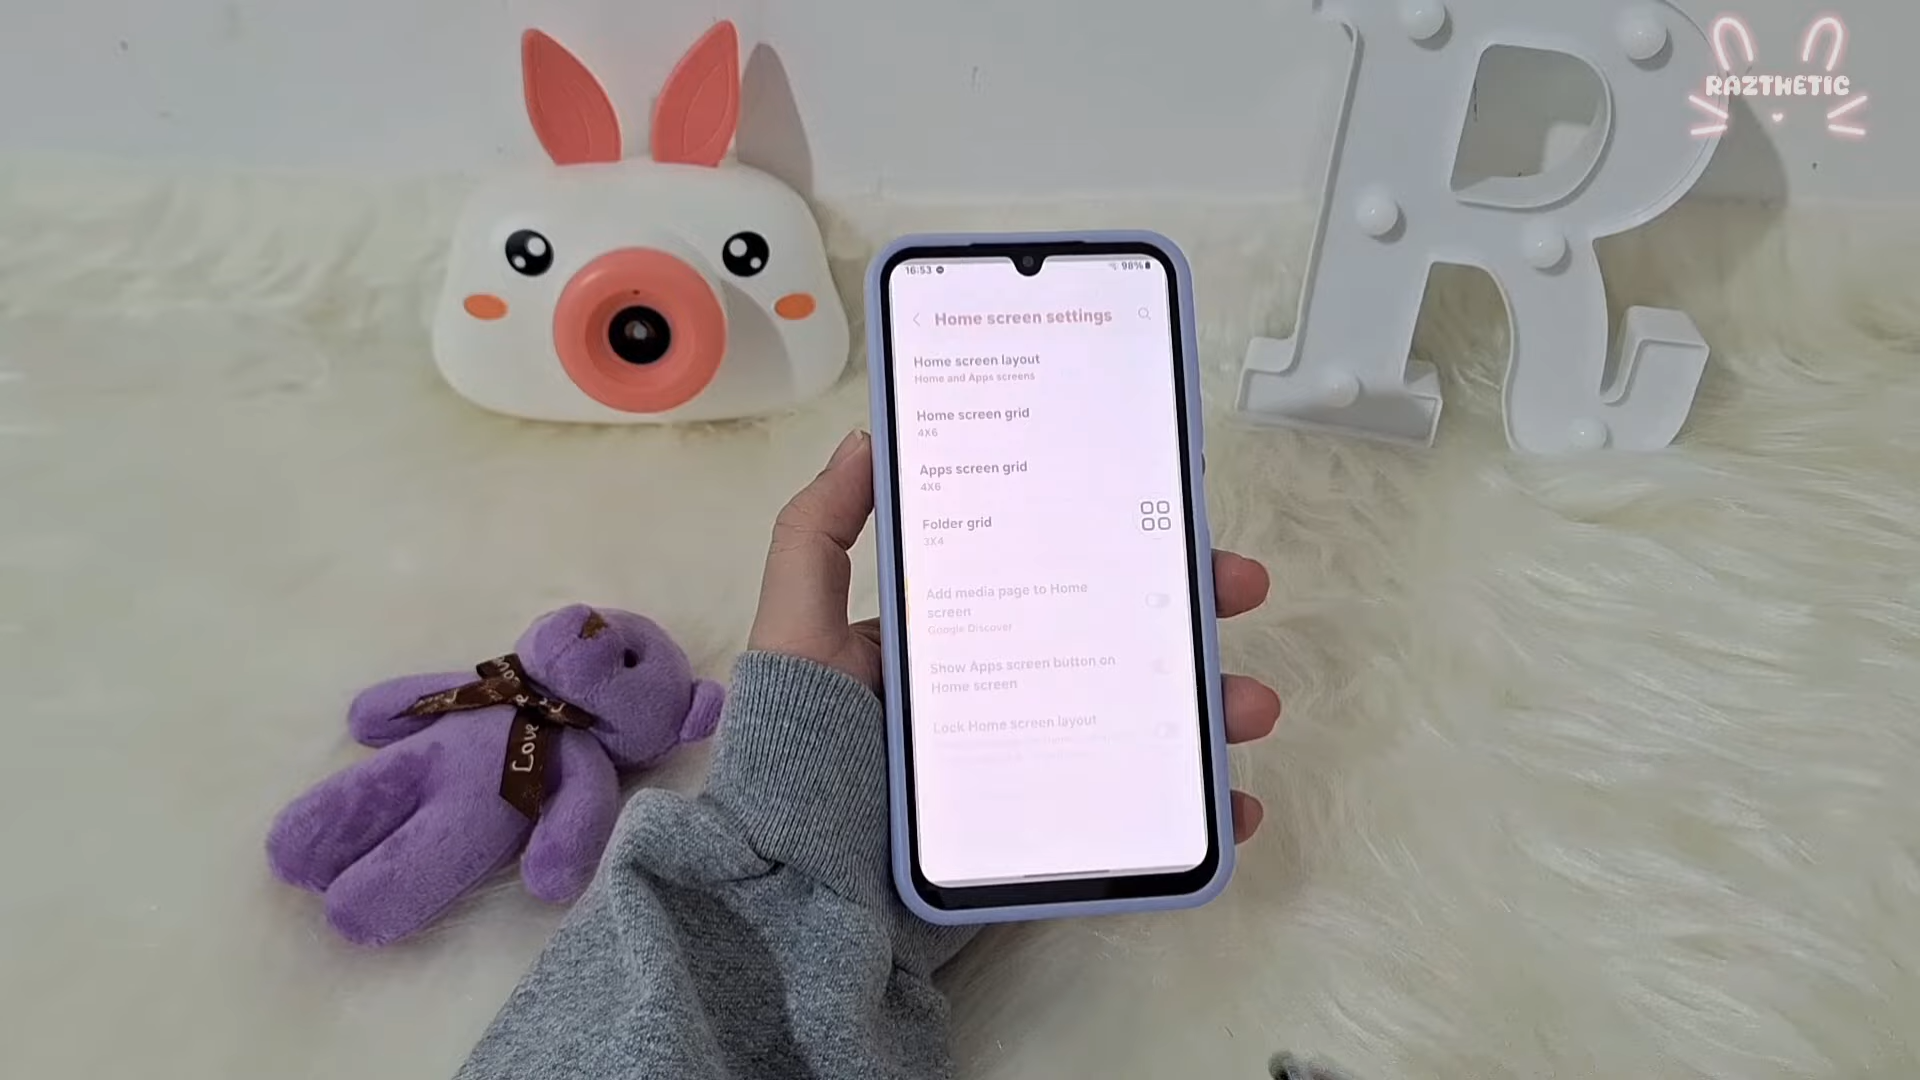 RAZTHETIC
16:53
98%
Home screen settings
Home screen layout
Home and Apps screens
Home screen grid
4X6
Apps screen grid
4X6
Folder grid
3X4
Add media page to Home
screen
Google Discover
Show Apps screen button on
Home screen
Lock Home screen layout
Love
R